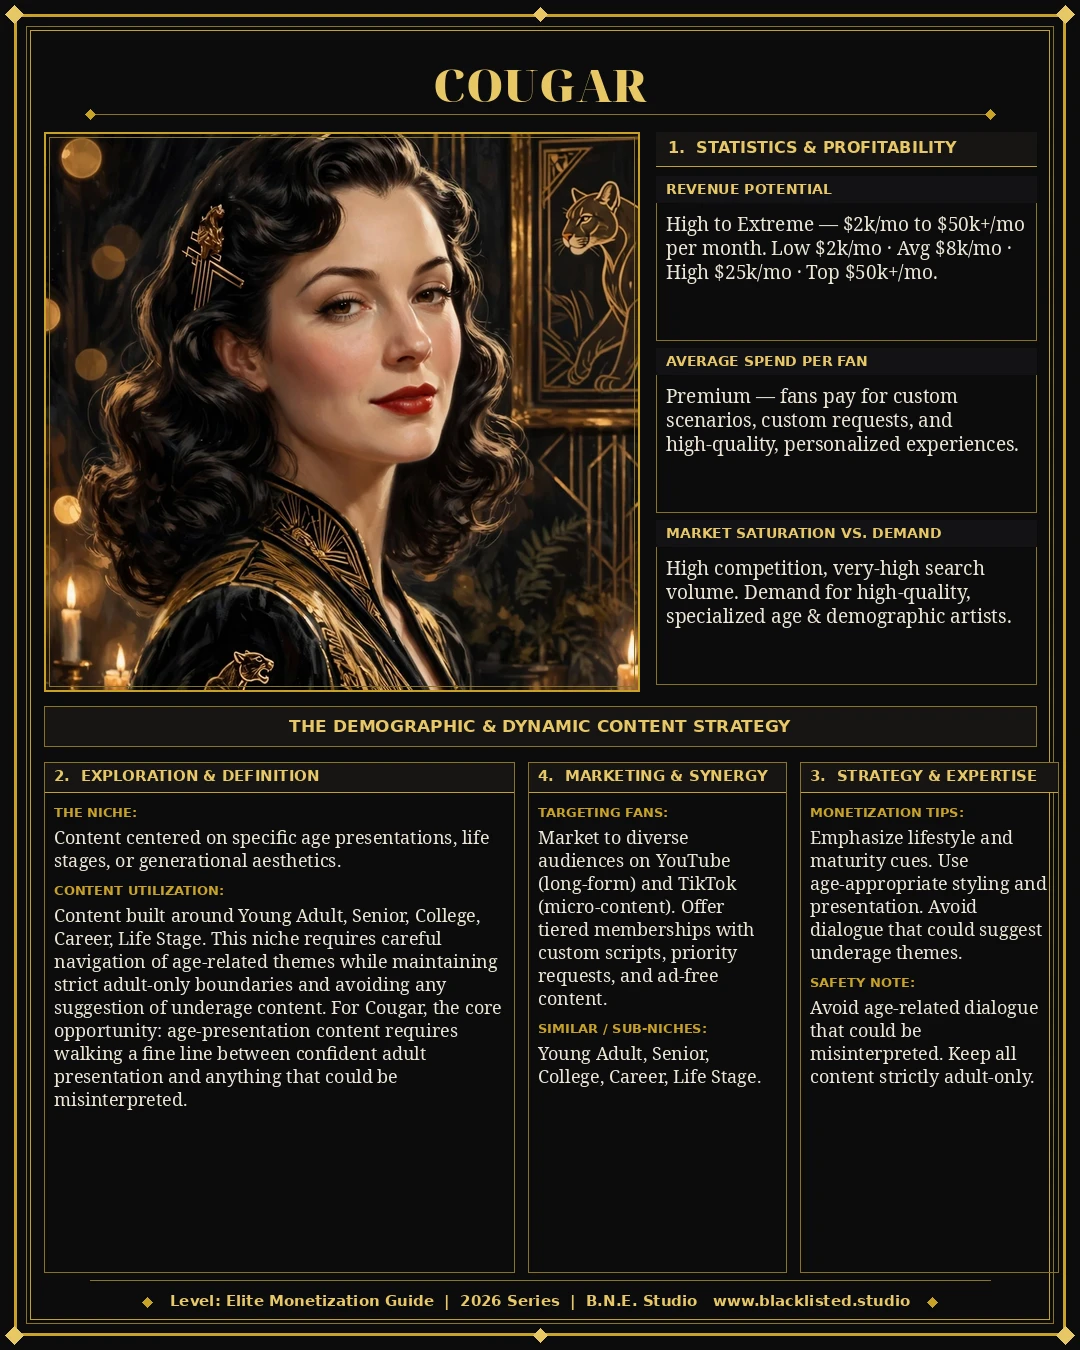 COUGAR
1. STATISTICS & PROFITABILITY
REVENUE POTENTIAL
High to Extreme — $2k/mo to $50k+/mo
per month. Low $2k/mo · Avg $8k/mo ·
High $25k/mo · Top $50k+/mo.
AVERAGE SPEND PER FAN
Premium — fans pay for custom
scenarios, custom requests, and
high-quality, personalized experiences.
MARKET SATURATION VS. DEMAND
High competition, very-high search
volume. Demand for high-quality,
specialized age & demographic artists.
THE DEMOGRAPHIC & DYNAMIC CONTENT STRATEGY
2. EXPLORATION & DEFINITION
THE NICHE:
Content centered on specific age presentations, life
stages, or generational aesthetics.
CONTENT UTILIZATION:
Content built around Young Adult, Senior, College,
Career, Life Stage. This niche requires careful
navigation of age-related themes while maintaining
strict adult-only boundaries and avoiding any
suggestion of underage content. For Cougar, the core
opportunity: age-presentation content requires
walking a fine line between confident adult
presentation and anything that could be
misinterpreted.
4. MARKETING & SYNERGY
TARGETING FANS:
Market to diverse
audiences on YouTube
(long-form) and TikTok
(micro-content). Offer
tiered memberships with
custom scripts, priority
requests, and ad-free
content.
SIMILAR / SUB-NICHES:
Young Adult, Senior,
College, Career, Life Stage.
3. STRATEGY & EXPERTISE
MONETIZATION TIPS:
Emphasize lifestyle and
maturity cues. Use
age-appropriate styling and
presentation. Avoid
dialogue that could suggest
underage themes.
SAFETY NOTE:
Avoid age-related dialogue
that could be
misinterpreted. Keep all
content strictly adult-only.
Level: Elite Monetization Guide | 2026 Series | B.N.E. Studio www.blacklisted.studio